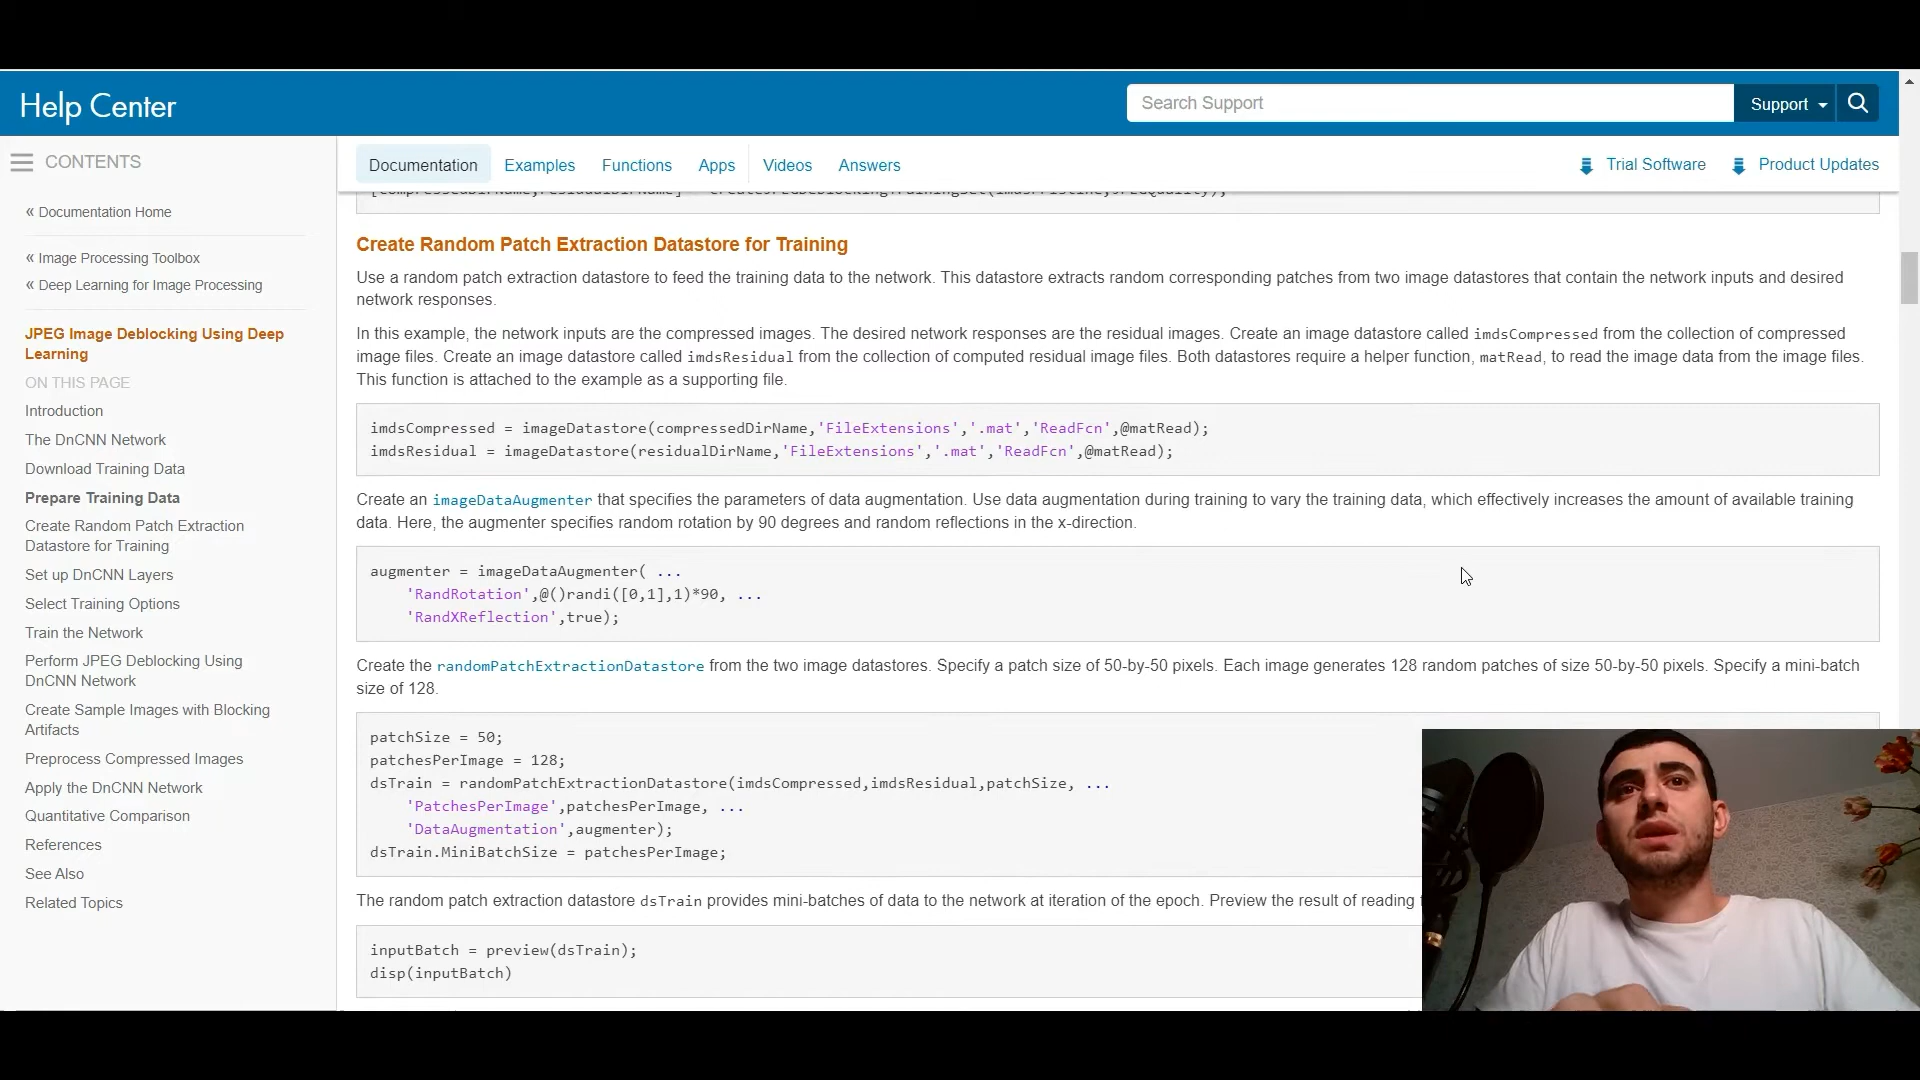 Help Center
Search Support
Support
CONTENTS
Documentation
Examples
Functions
Apps
Videos
Answers
Trial Software
Product Updates
« Documentation Home
« Image Processing Toolbox
« Deep Learning for Image Processing
JPEG Image Deblocking Using Deep
Learning
ON THIS PAGE
Introduction
The DnCNN Network
Download Training Data
Prepare Training Data
Create Random Patch Extraction
Datastore for Training
Set up DnCNN Layers
Select Training Options
Train the Network
Perform JPEG Deblocking Using
DnCNN Network
Create Sample Images with Blocking
Artifacts
Preprocess Compressed Images
Apply the DnCNN Network
Quantitative Comparison
References
See Also
Related Topics
Create Random Patch Extraction Datastore for Training
Use a random patch extraction datastore to feed the training data to the network. This datastore extracts random corresponding patches from two image datastores that contain the network inputs and desired
network responses.
In this example, the network inputs are the compressed images. The desired network responses are the residual images. Create an image datastore called imdsCompressed from the collection of compressed
image files. Create an image datastore called imdsResidual from the collection of computed residual image files. Both datastores require a helper function, matRead, to read the image data from the image files.
This function is attached to the example as a supporting file.
imdsCompressed = imageDatastore(compressedDirName,'FileExtensions','.mat','ReadFcn',@matRead);
imdsResidual = imageDatastore(residualDirName,'FileExtensions','.mat','ReadFcn',@matRead);
Create an imageDataAugmenter that specifies the parameters of data augmentation. Use data augmentation during training to vary the training data, which effectively increases the amount of available training
data. Here, the augmenter specifies random rotation by 90 degrees and random reflections in the x-direction.
augmenter = imageDataAugmenter( ...
'RandRotation',@()randi([0,1],1)*90, ...
'RandXReflection',true);
Create the randomPatchExtractionDatastore from the two image datastores. Specify a patch size of 50-by-50 pixels. Each image generates 128 random patches of size 50-by-50 pixels. Specify a mini-batch
size of 128.
patchSize = 50;
patchesPerImage = 128;
dsTrain = randomPatchExtractionDatastore(imdsCompressed,imdsResidual,patchSize, ...
'PatchesPerImage',patchesPerImage, ...
'DataAugmentation',augmenter);
dsTrain.MiniBatchSize = patchesPerImage;
The random patch extraction datastore dsTrain provides mini-batches of data to the network at iteration of the epoch. Preview the result of reading
inputBatch = preview(dsTrain);
disp(inputBatch)